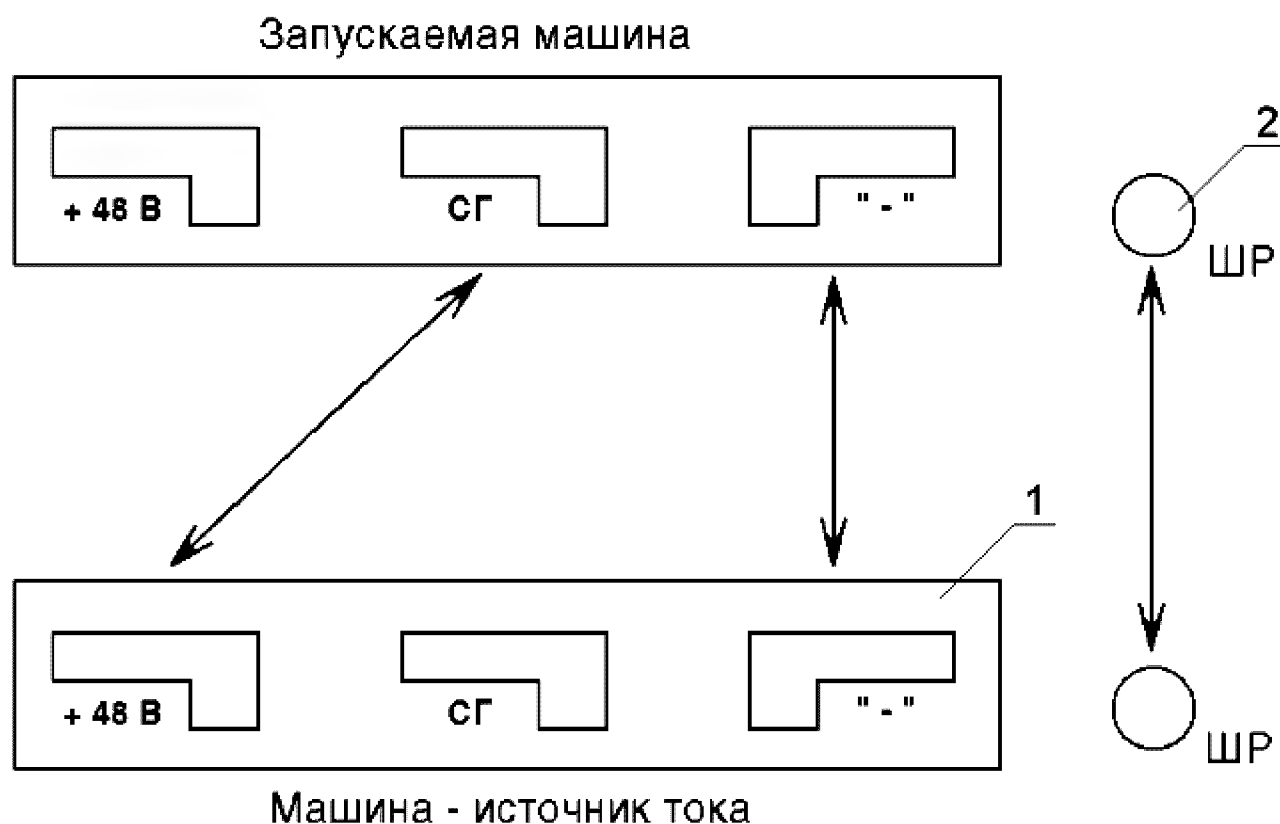 Запускаемая машина
+ 48 В СГ " - "
2
ШР
1
+ 48 В СГ " - "
ШР
Машина - источник тока